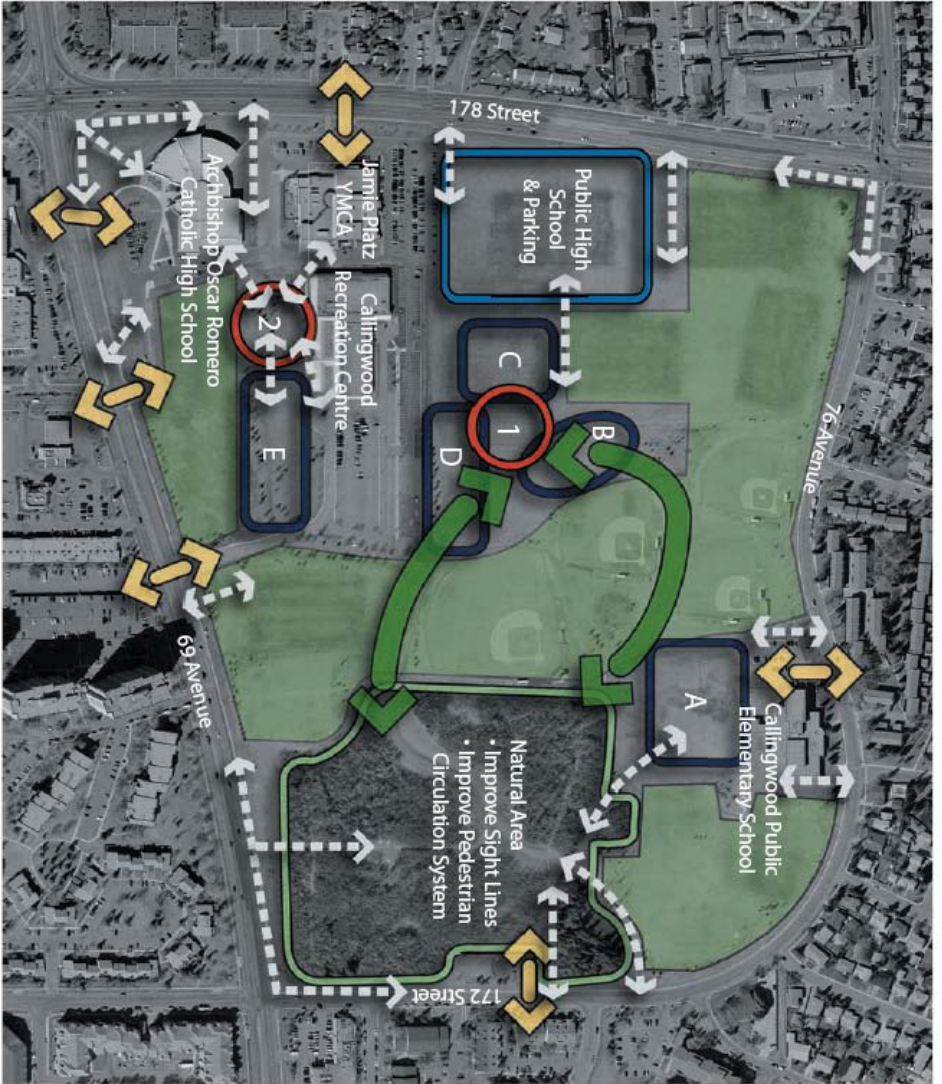 178 Street
76 Avenue
Public High
School
& Parking
Jamie Platz
YMCA
Archbishop Oscar Romero
Catholic High School
Callingwood
Recreation Centre
2
E
C
1
B
D
A
Callingwood Public
Elementary School
69 Avenue
Natural Area
• Improve Sight Lines
• Improve Pedestrian
Circulation System
172 Street